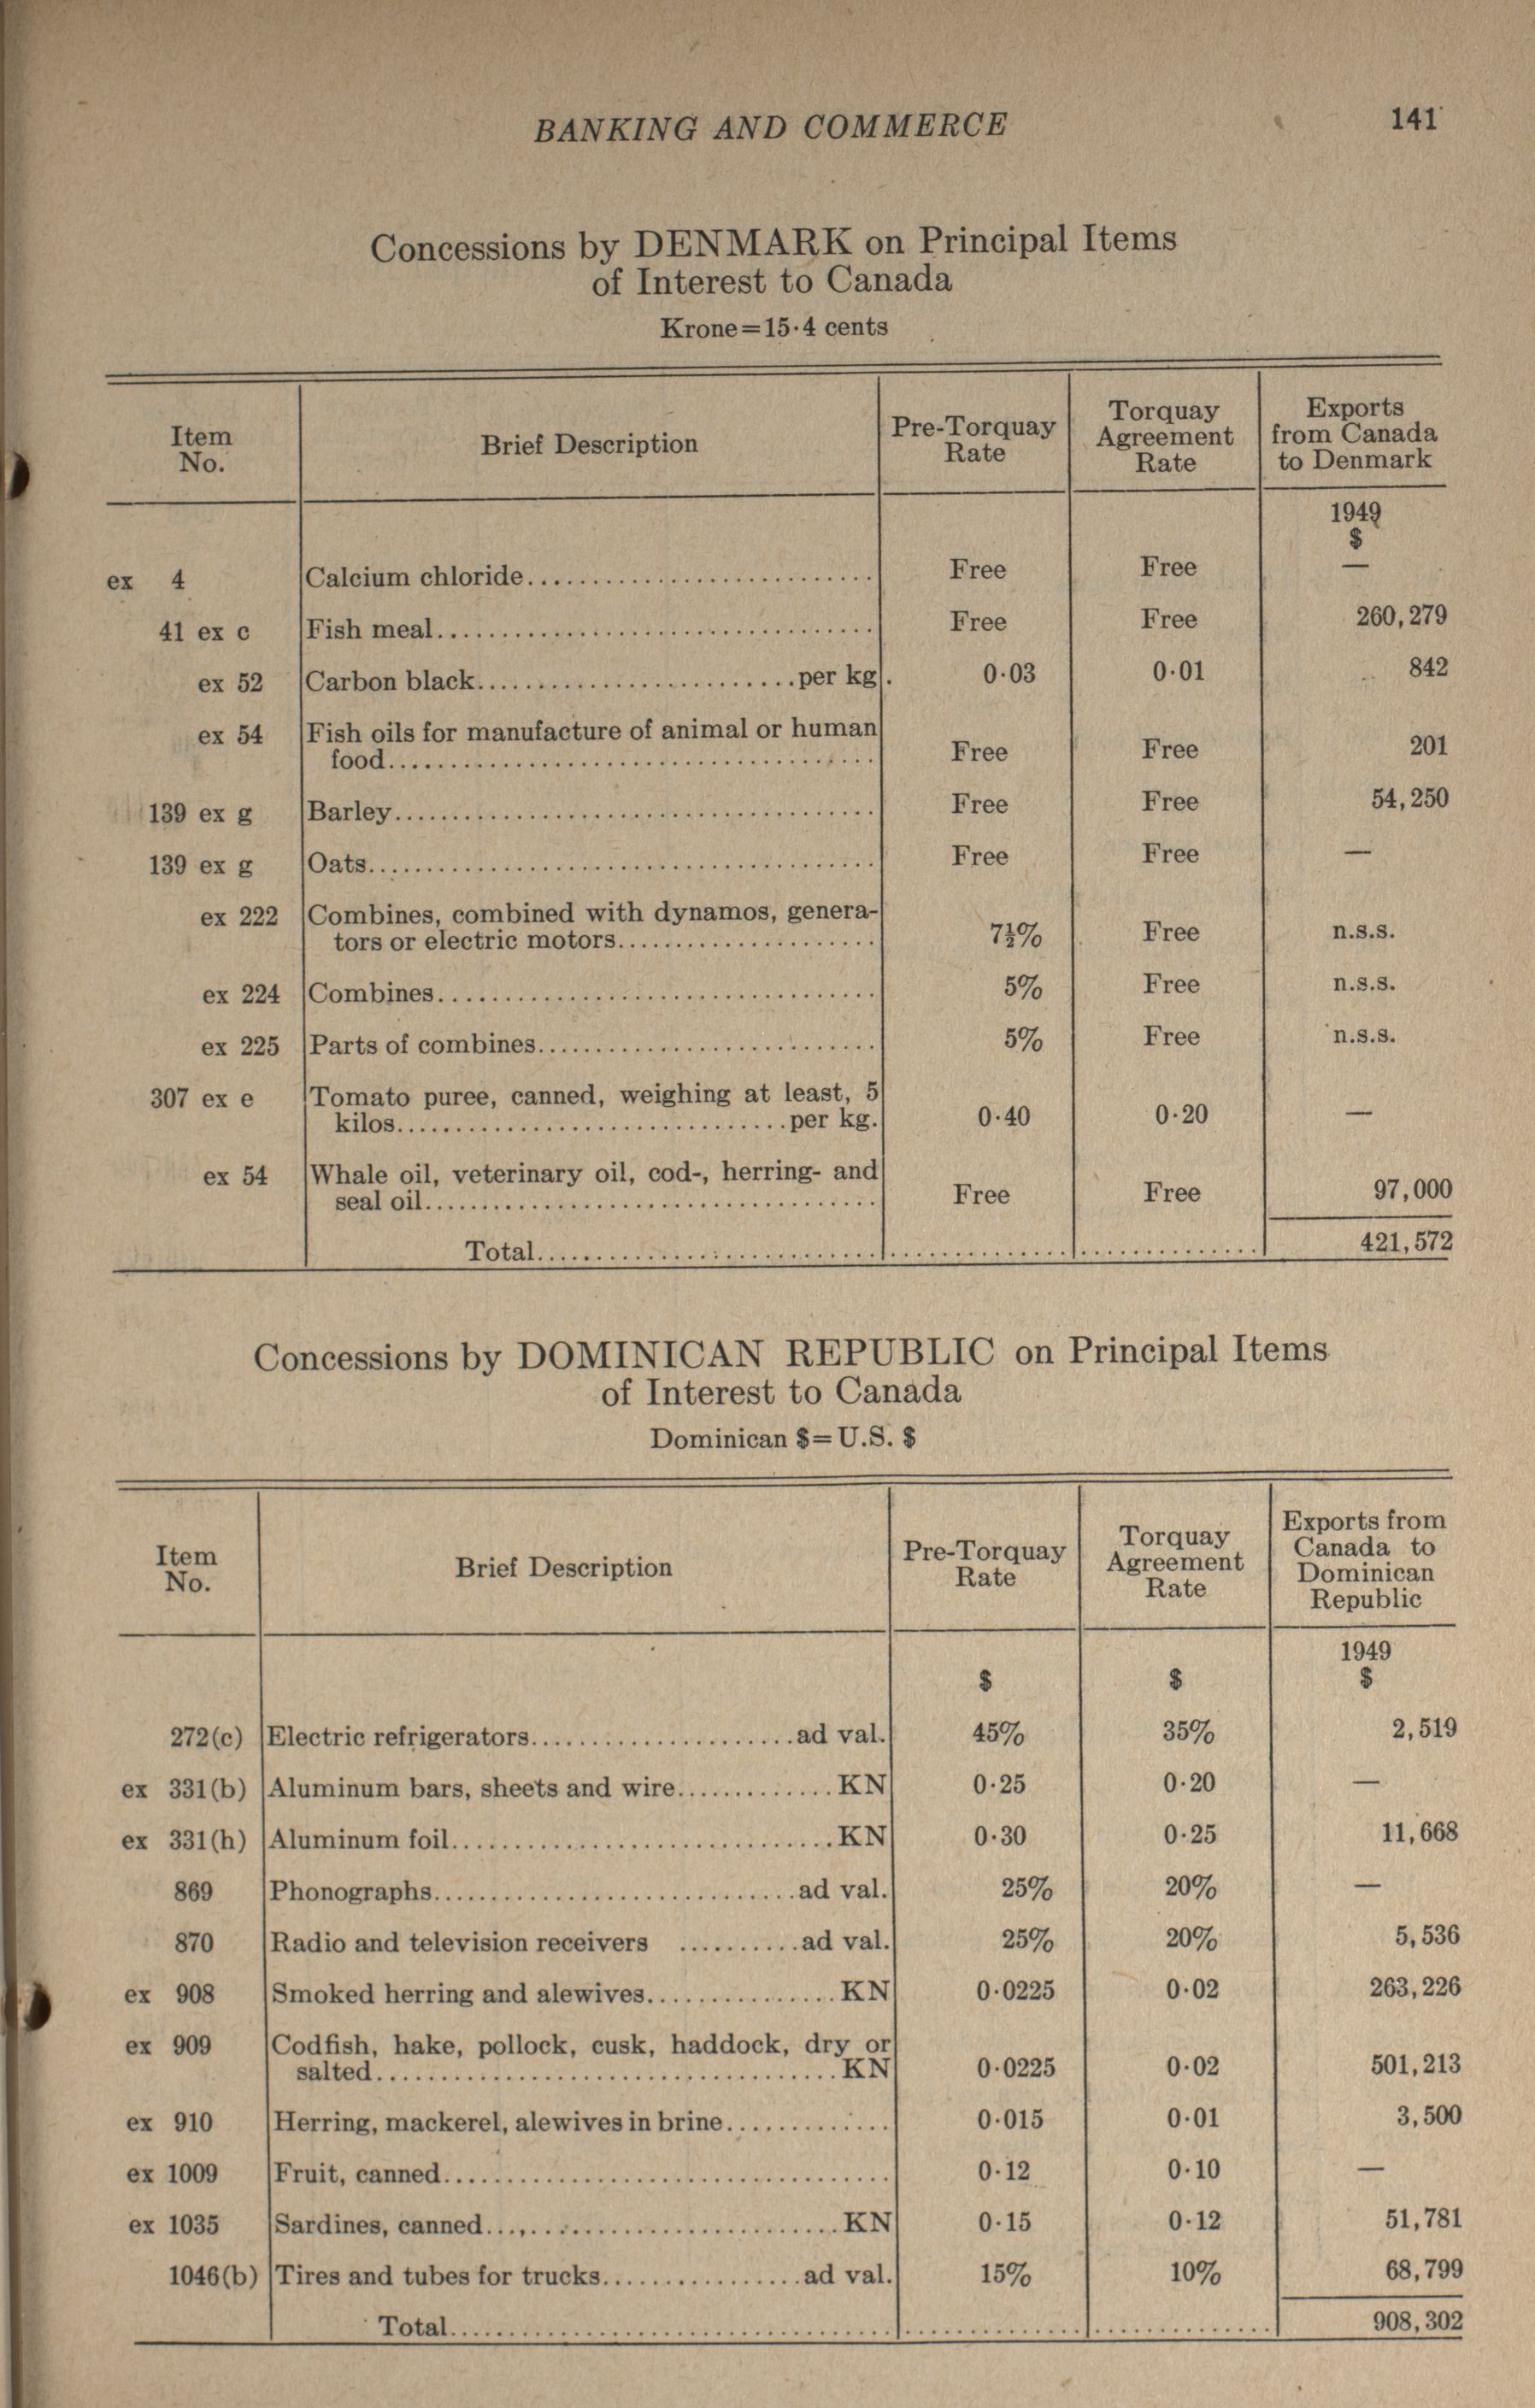 BANKING AND COMMERCE 141
Concessions by DENMARK on Principal Items
of Interest to Canada
Krone=15·4 cents
Item No. | Brief Description | Pre-Torquay Rate | Torquay Agreement Rate | Exports from Canada to Denmark
1949
$
ex 4 Calcium chloride.............................. Free Free —
41 ex c Fish meal.............................. Free Free 260,279
ex 52 Carbon black..............................per kg. 0·03 0·01 842
ex 54 Fish oils for manufacture of animal or human
food.............................. Free Free 201
139 ex g Barley.............................. Free Free 54,250
139 ex g Oats.............................. Free Free —
ex 222 Combines, combined with dynamos, genera-
tors or electric motors.............................. 7½% Free n.s.s.
ex 224 Combines.............................. 5% Free n.s.s.
ex 225 Parts of combines.............................. 5% Free n.s.s.
307 ex e Tomato puree, canned, weighing at least, 5
kilos..............................per kg. 0·40 0·20 —
ex 54 Whale oil, veterinary oil, cod-, herring- and
seal oil.............................. Free Free 97,000
Total.............................. 421,572
Concessions by DOMINICAN REPUBLIC on Principal Items
of Interest to Canada
Dominican $=U.S. $
Item No. | Brief Description | Pre-Torquay Rate | Torquay Agreement Rate | Exports from Canada to Dominican Republic
1949
$ $ $
272(c) Electric refrigerators..............................ad val. 45% 35% 2,519
ex 331(b) Aluminum bars, sheets and wire..............KN 0·25 0·20 —
ex 331(h) Aluminum foil..............................KN 0·30 0·25 11,668
869 Phonographs..............................ad val. 25% 20% —
870 Radio and television receivers ...........ad val. 25% 20% 5,536
ex 908 Smoked herring and alewives................KN 0·0225 0·02 263,226
ex 909 Codfish, hake, pollock, cusk, haddock, dry or
salted..............................KN 0·0225 0·02 501,213
ex 910 Herring, mackerel, alewives in brine.............. 0·015 0·01 3,500
ex 1009 Fruit, canned.............................. 0·12 0·10 —
ex 1035 Sardines, canned..............................KN 0·15 0·12 51,781
1046(b) Tires and tubes for trucks.................ad val. 15% 10% 68,799
Total.............................. 908,302